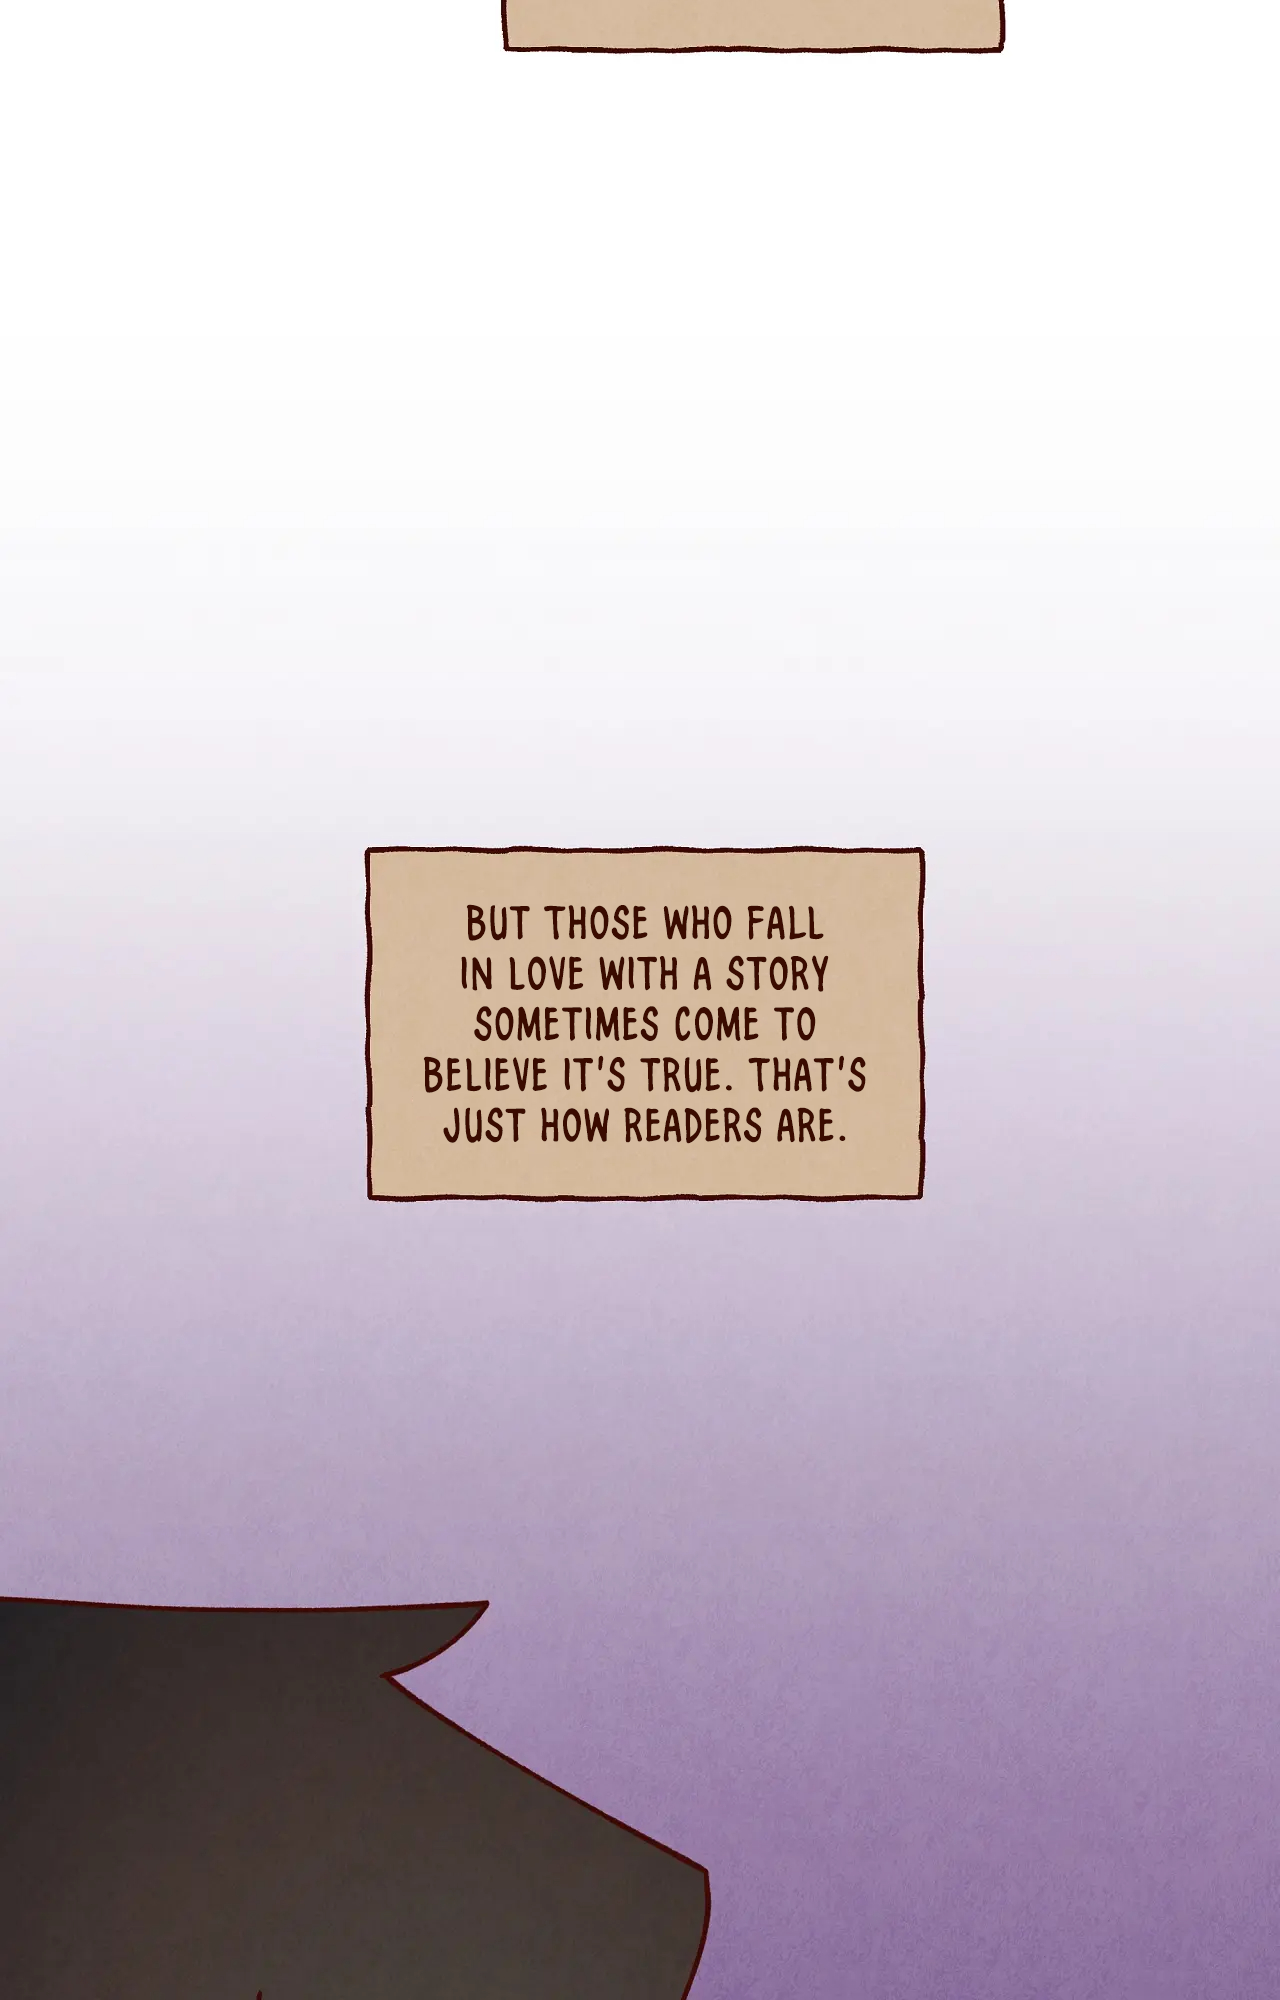 BUT THOSE WHO FALL
IN LOVE WITH A STORY
SOMETIMES COME TO
BELIEVE IT'S TRUE. THAT'S
JUST HOW READERS ARE.